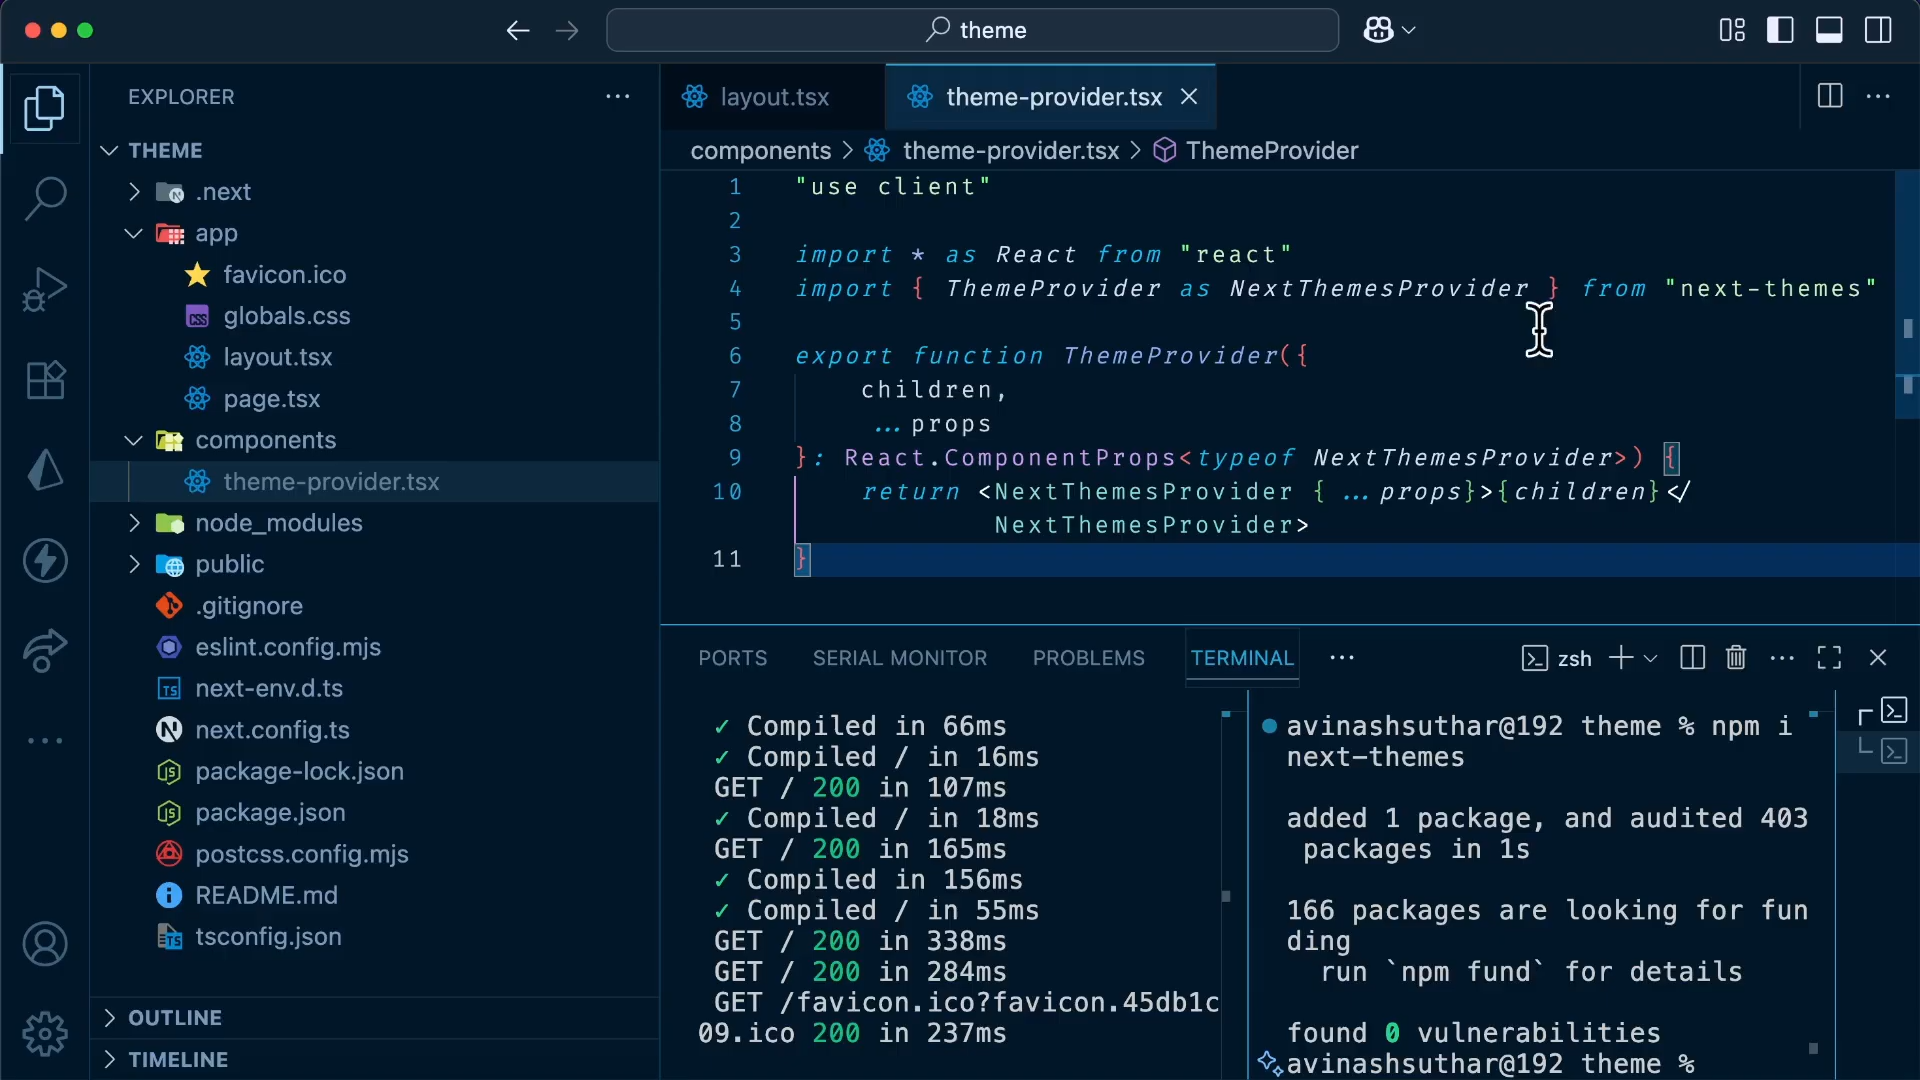 theme
EXPLORER
THEME
.next
app
favicon.ico
globals.css
layout.tsx
page.tsx
components
theme-provider.tsx
node_modules
public
.gitignore
eslint.config.mjs
next-env.d.ts
next.config.ts
package-lock.json
package.json
postcss.config.mjs
README.md
tsconfig.json
OUTLINE
TIMELINE
layout.tsx
theme-provider.tsx
components > theme-provider.tsx > ThemeProvider
1 "use client"
2
3 import * as React from "react"
4 import { ThemeProvider as NextThemesProvider } from "next-themes"
5
6 export function ThemeProvider({
7 children,
8 ...props
9 }: React.ComponentProps<typeof NextThemesProvider>) {
10 return <NextThemesProvider { ...props}>{children}</
NextThemesProvider>
11 }
PORTS SERIAL MONITOR PROBLEMS TERMINAL ... zsh
✓ Compiled in 66ms
✓ Compiled / in 16ms
GET / 200 in 107ms
✓ Compiled / in 18ms
GET / 200 in 165ms
✓ Compiled in 156ms
✓ Compiled / in 55ms
GET / 200 in 338ms
GET / 200 in 284ms
GET /favicon.ico?favicon.45db1c
09.ico 200 in 237ms
avinashsuthar@192 theme % npm i
next-themes
added 1 package, and audited 403
packages in 1s
166 packages are looking for fun
ding
run `npm fund` for details
found 0 vulnerabilities
avinashsuthar@192 theme %